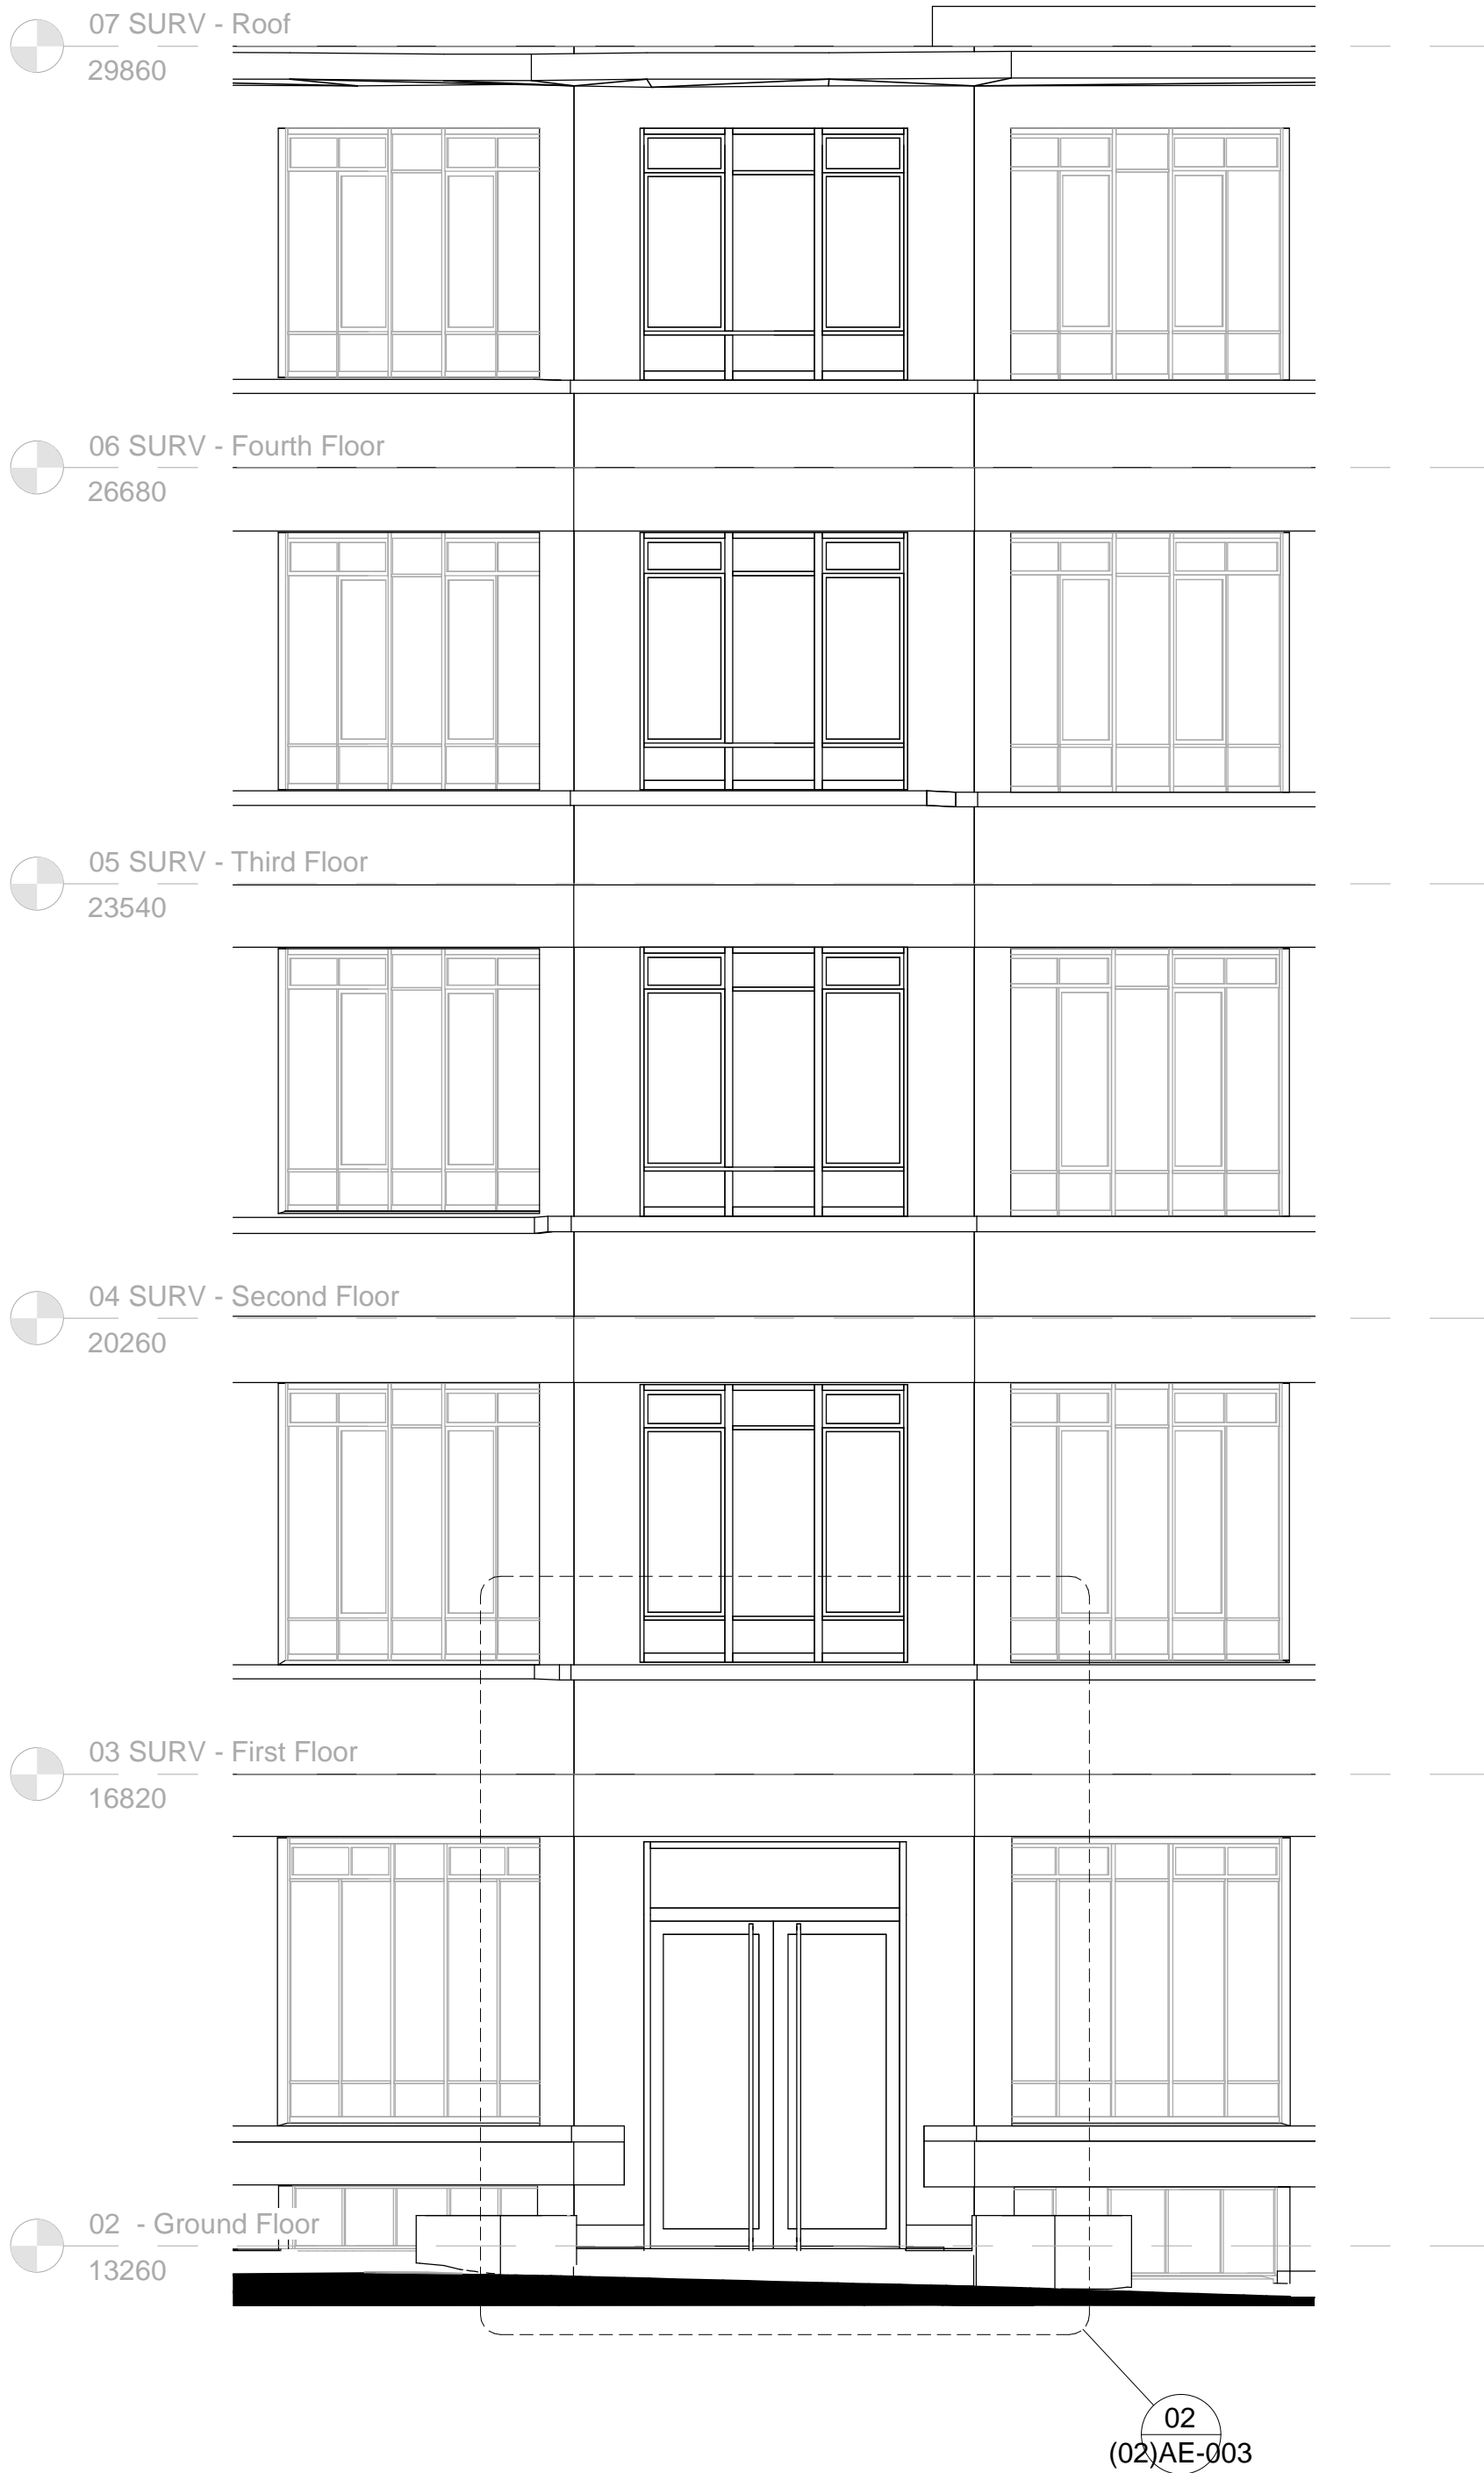 07 SURV - Roof
29860
06 SURV - Fourth Floor
26680
05 SURV - Third Floor
23540
04 SURV - Second Floor
20260
03 SURV - First Floor
16820
02 - Ground Floor
13260
02
(02)AE-003